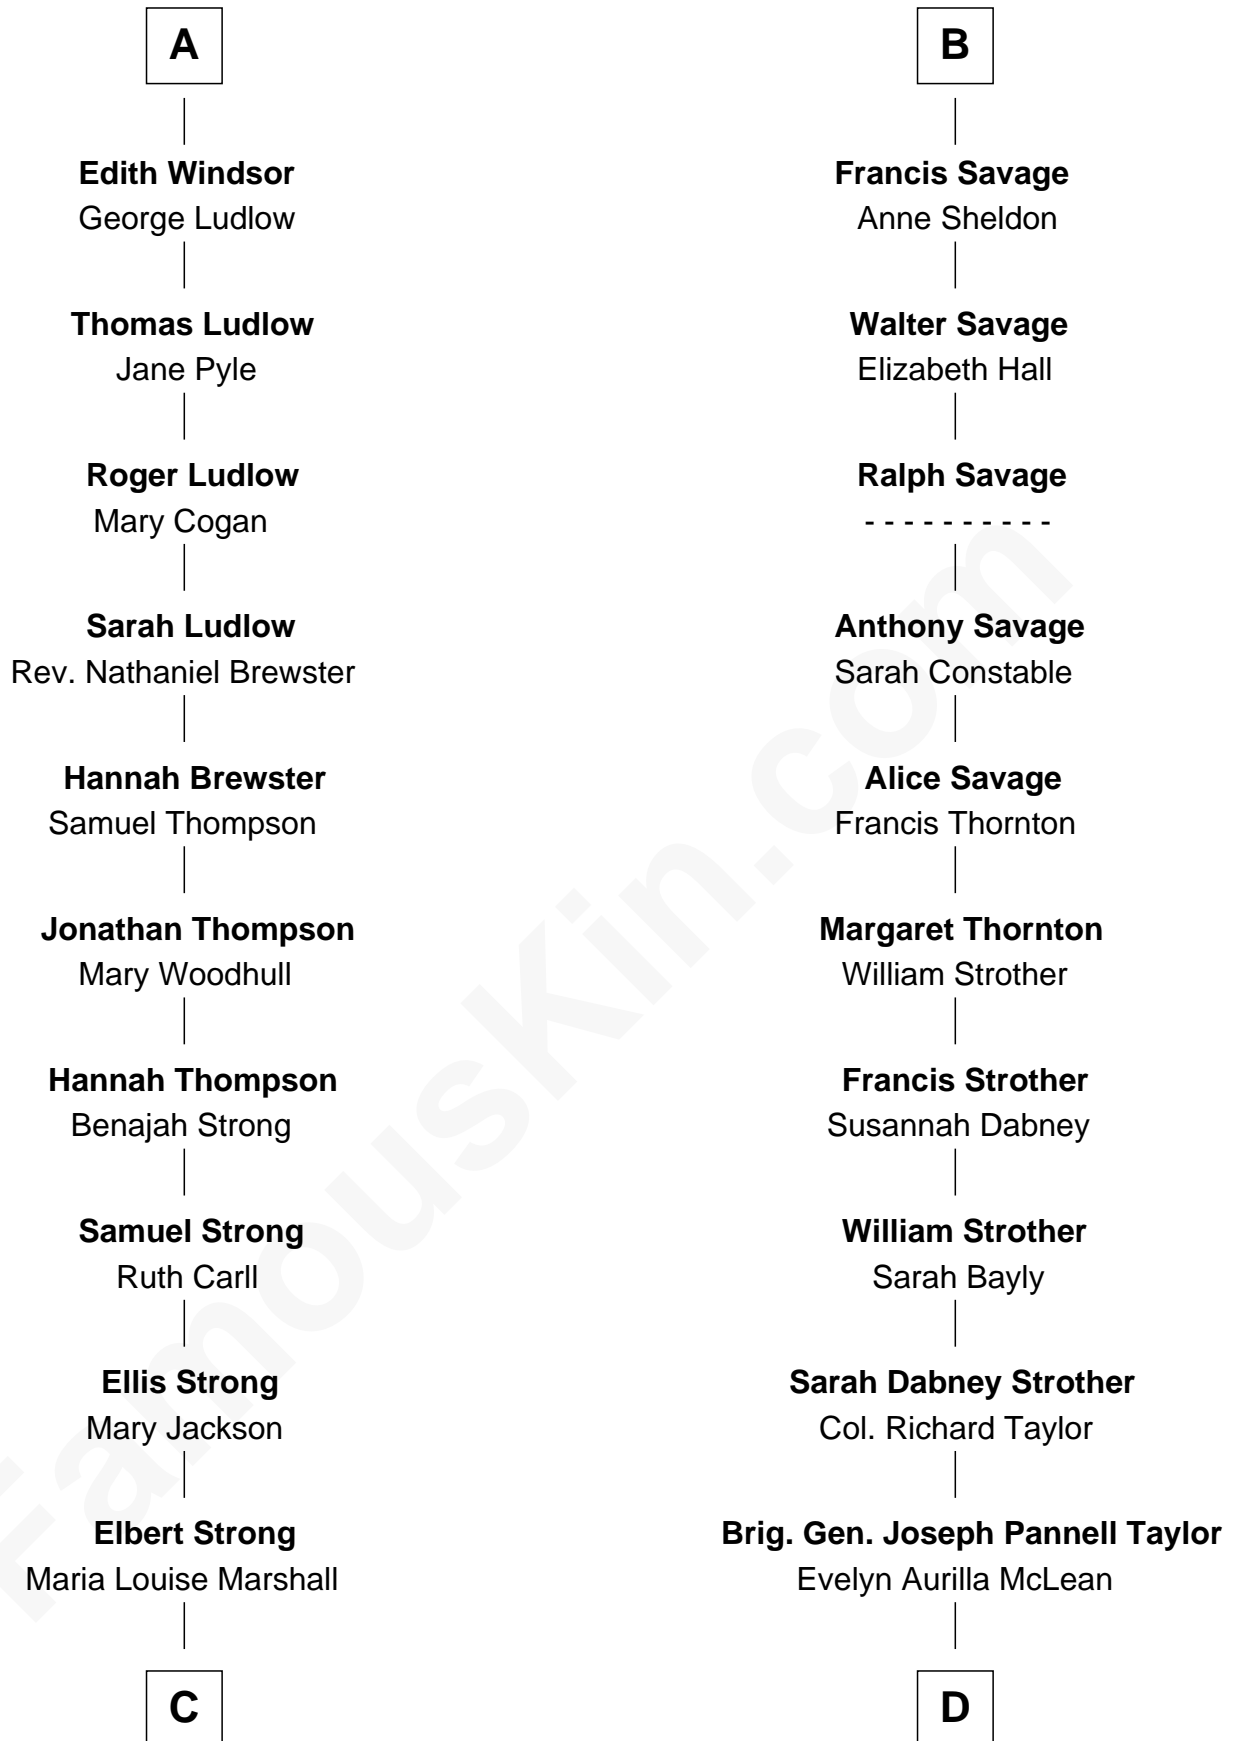 A
Edith Windsor
George Ludlow
Thomas Ludlow
Jane Pyle
Roger Ludlow
Mary Cogan
Sarah Ludlow
Rev. Nathaniel Brewster
Hannah Brewster
Samuel Thompson
Jonathan Thompson
Mary Woodhull
Hannah Thompson
Benajah Strong
Samuel Strong
Ruth Carll
Ellis Strong
Mary Jackson
Elbert Strong
Maria Louise Marshall
C
B
Francis Savage
Anne Sheldon
Walter Savage
Elizabeth Hall
Ralph Savage
- - - - - - - - - -
Anthony Savage
Sarah Constable
Alice Savage
Francis Thornton
Margaret Thornton
William Strother
Francis Strother
Susannah Dabney
William Strother
Sarah Bayly
Sarah Dabney Strother
Col. Richard Taylor
Brig. Gen. Joseph Pannell Taylor
Evelyn Aurilla McLean
D
FamousKin.com